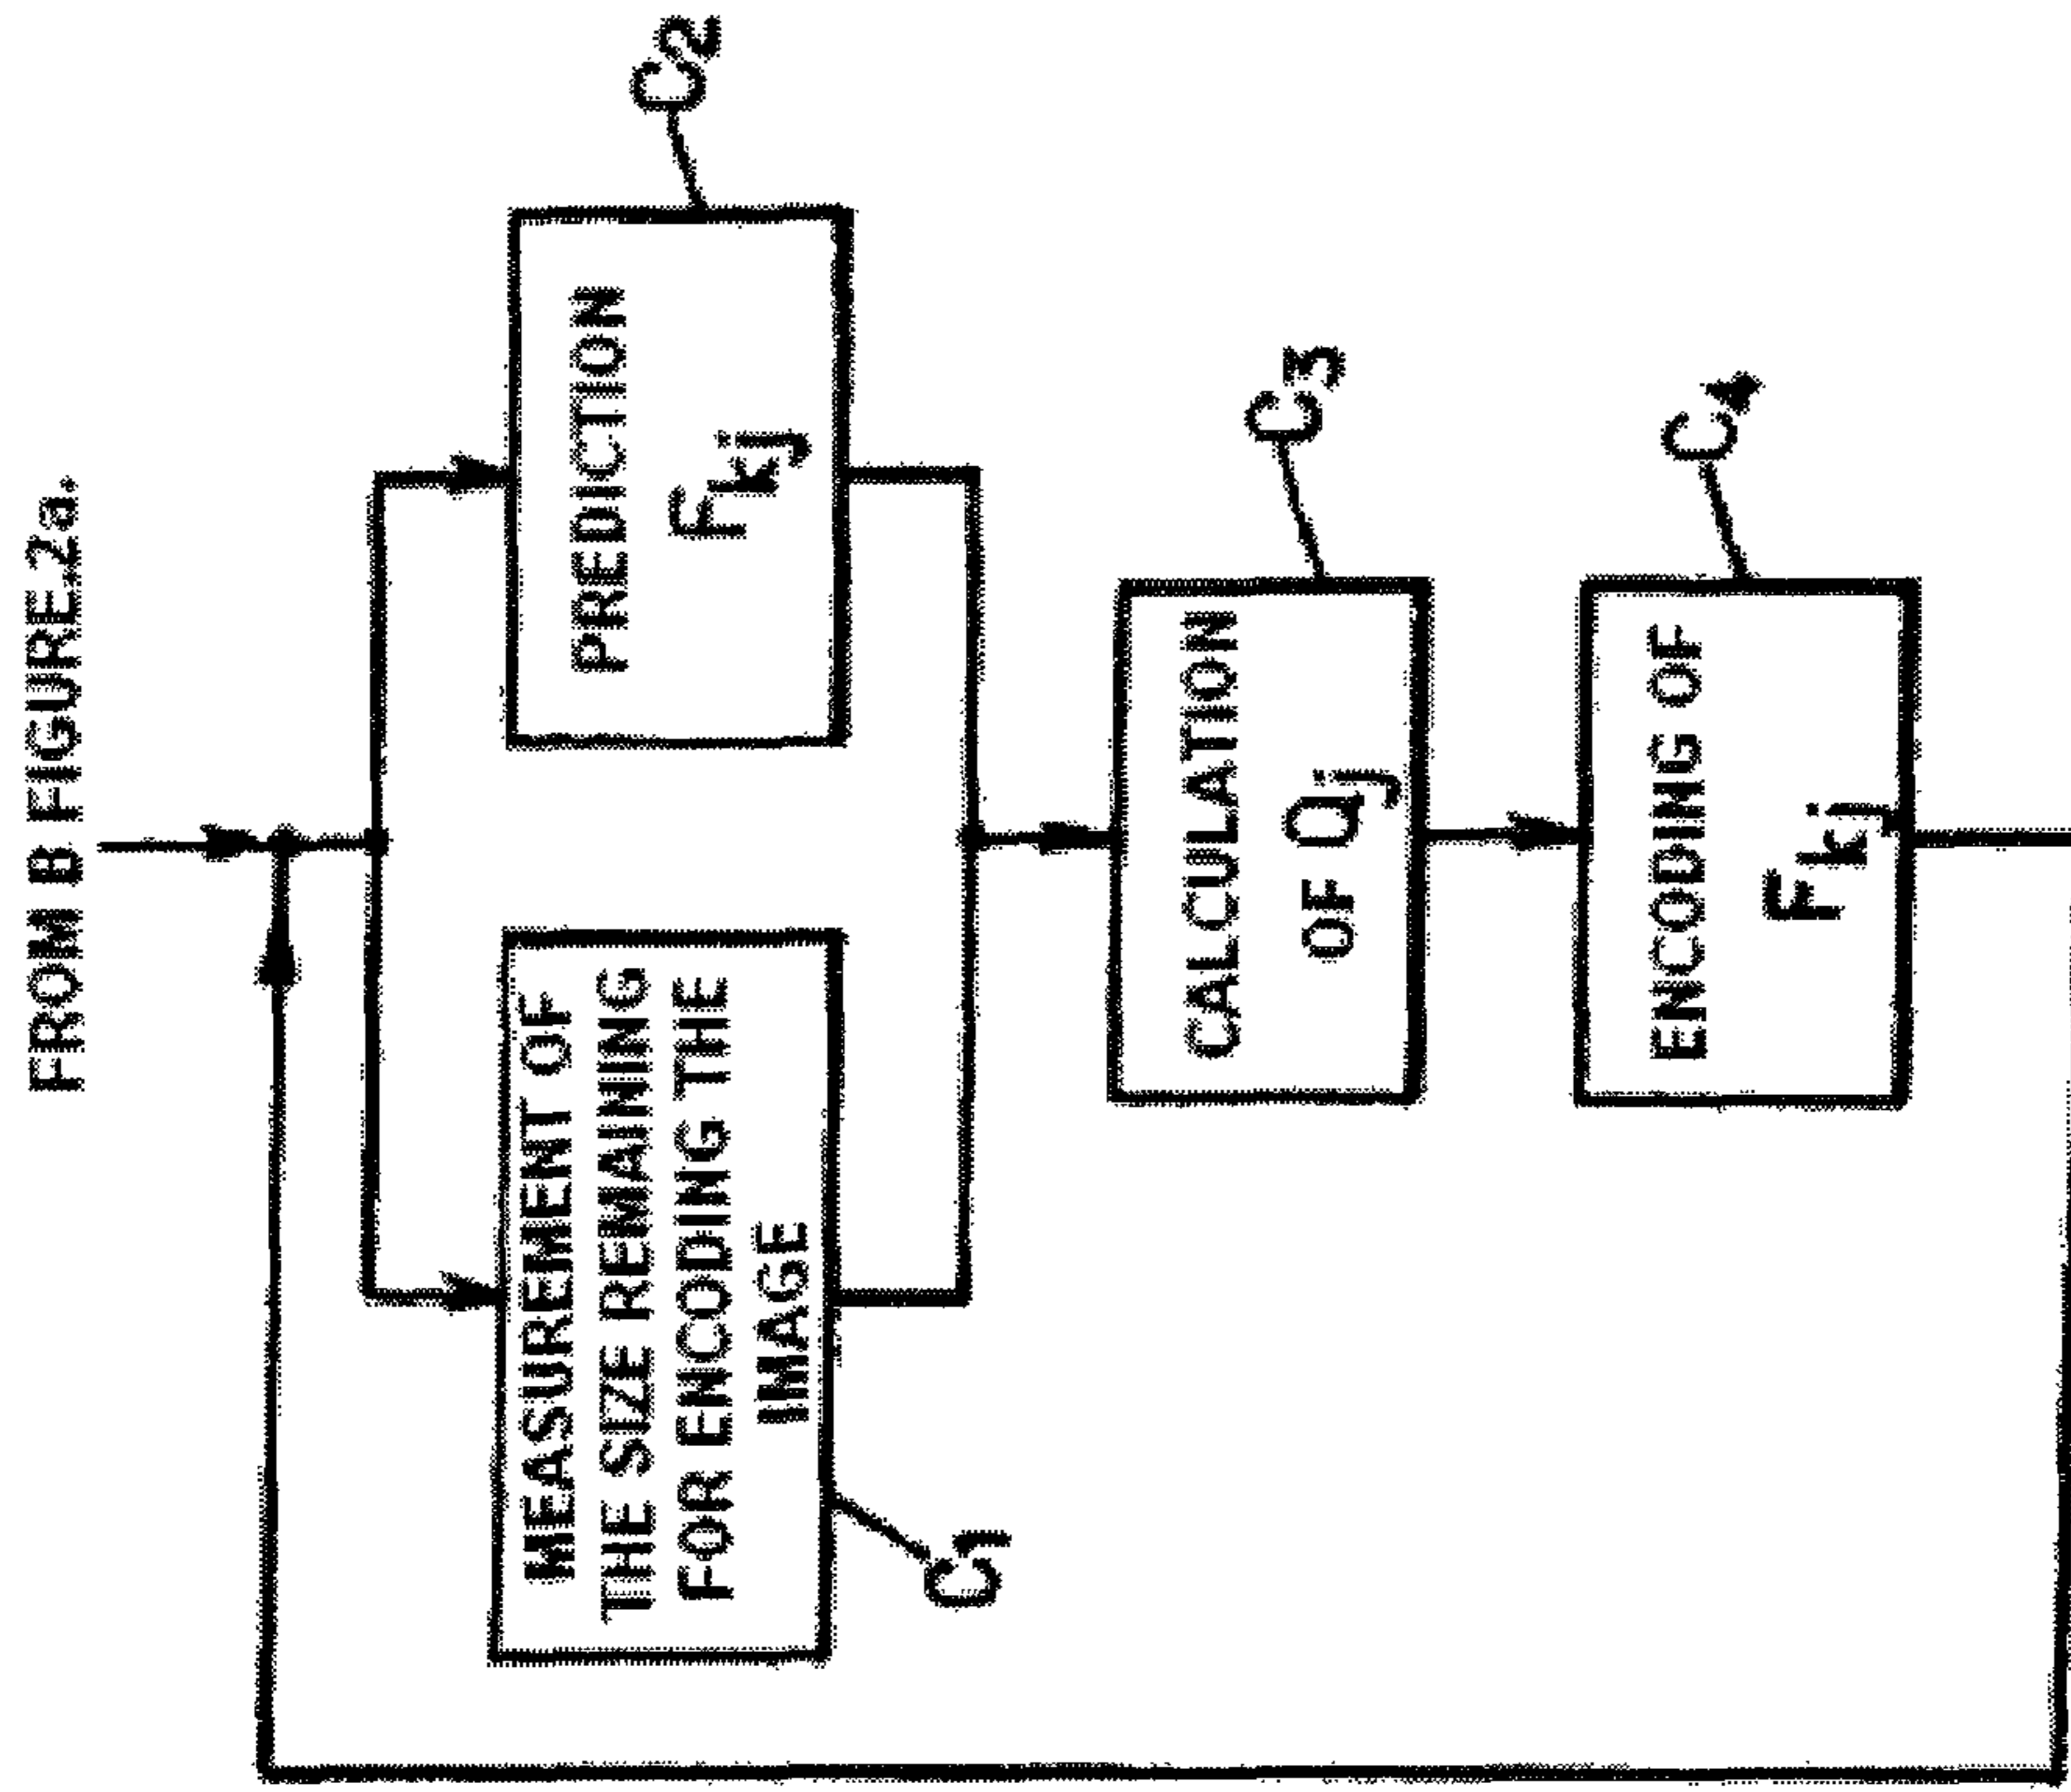 FROM B FIGURE.2a.
MEASUREMENT OF
THE SIZE REMAINING
FOR ENCODING THE
IMAGE
C1
PREDICTION
Fkj
C2
CALCULATION
OF Qj
C3
ENCODING OF
Fkj
C4